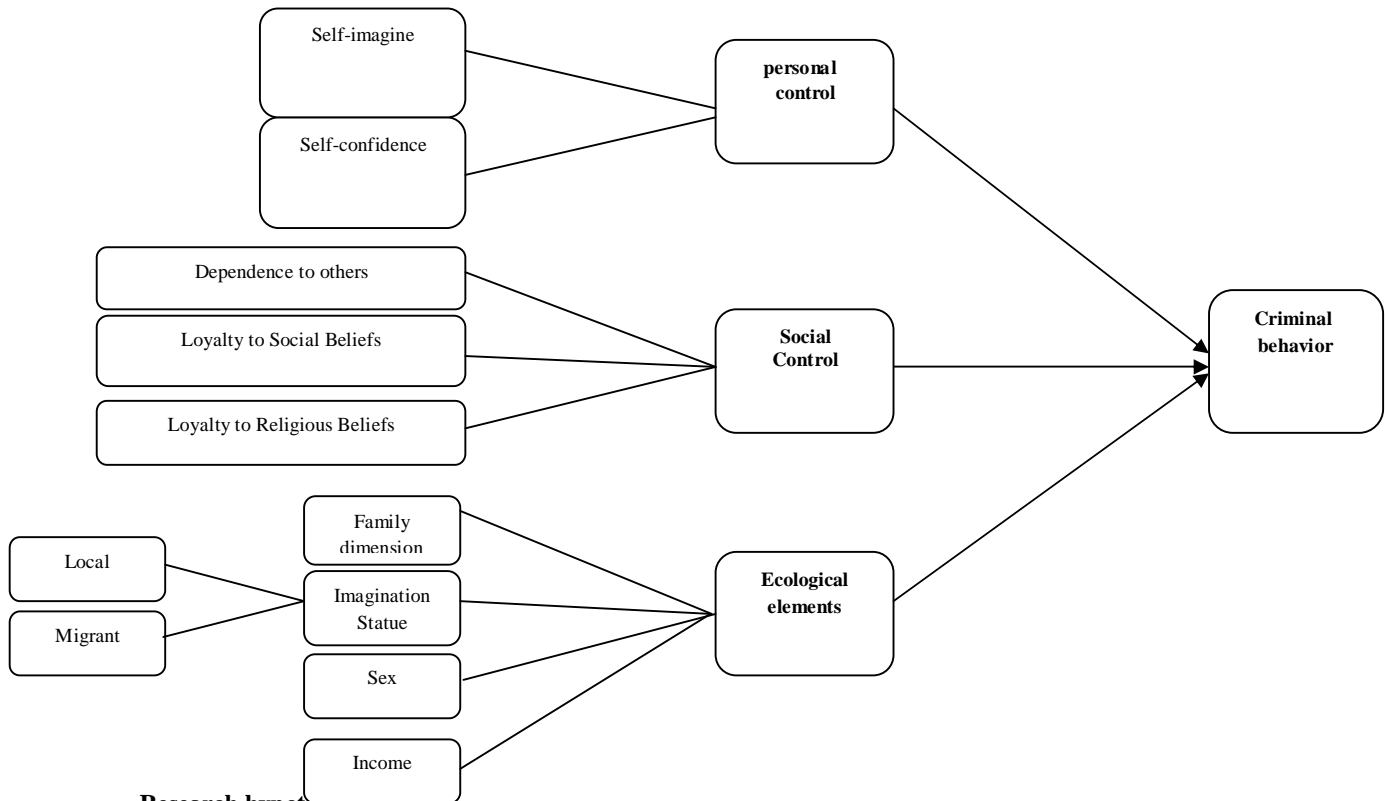 Self-imagine
personal
control
Self-confidence
Dependence to others
Loyalty to Social Beliefs
Social
Control
Loyalty to Religious Beliefs
Criminal
behavior
Family
dimension
Local
Imagination
Statue
Migrant
Ecological
elements
Sex
Income
Research